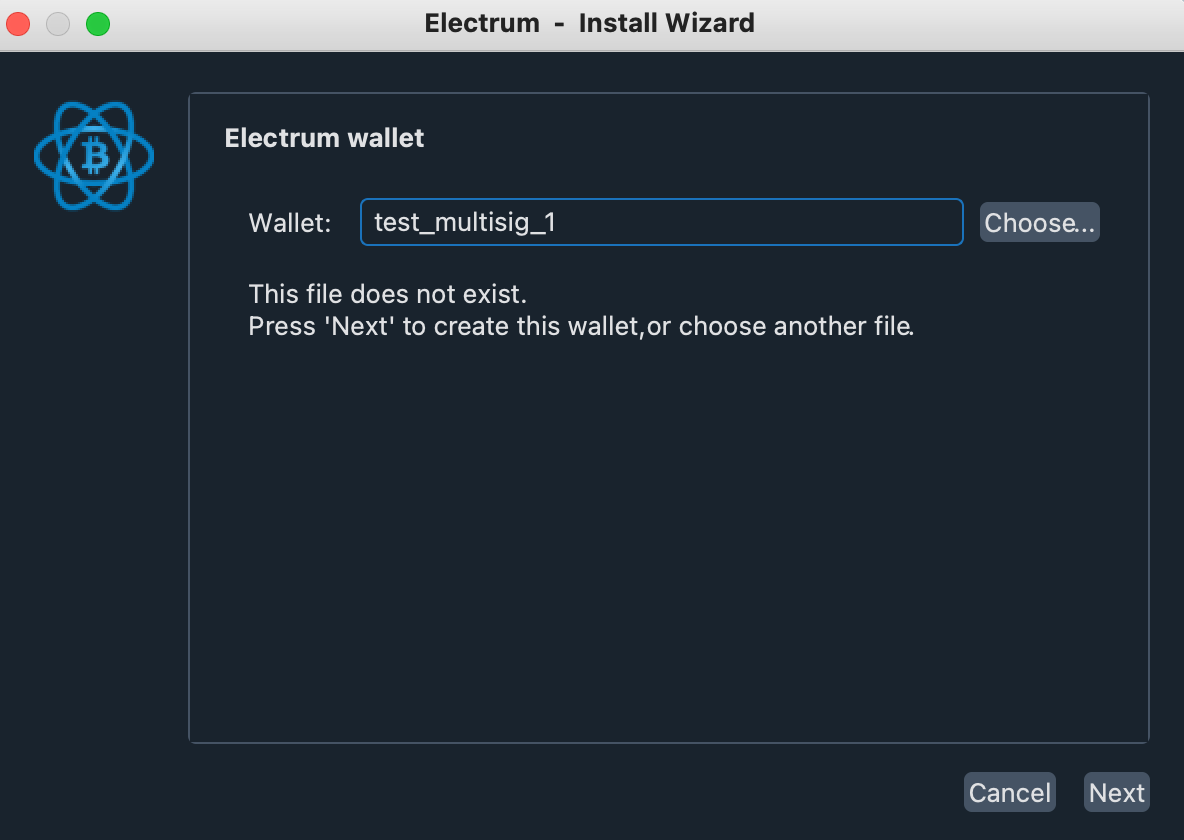 Electrum - Install Wizard
Electrum wallet
Wallet: test_multisig_1 Choose...
This file does not exist.
Press 'Next' to create this wallet,or choose another file.
Cancel Next